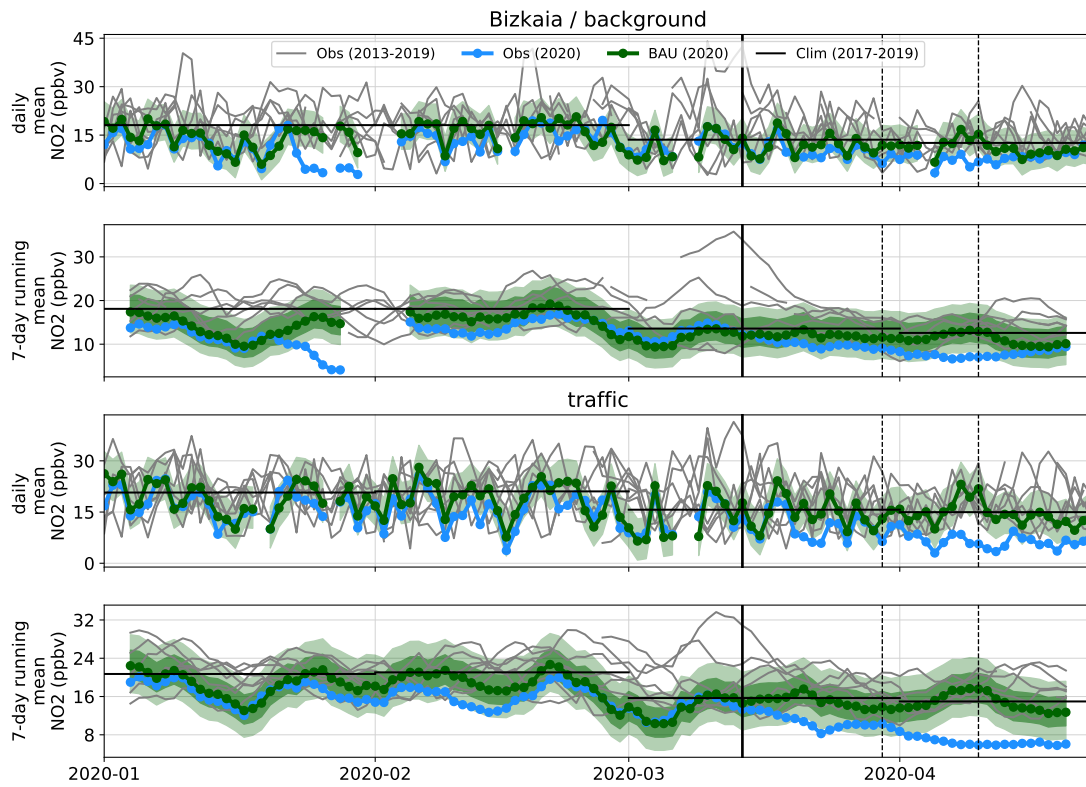 Bizkaia / background
Obs (2013-2019) Obs (2020) BAU (2020) Clim (2017-2019)
daily
mean
NO2 (ppbv)
45
30
15
0
7-day running
mean
NO2 (ppbv)
30
20
10
traffic
daily
mean
NO2 (ppbv)
30
15
0
7-day running
mean
NO2 (ppbv)
32
24
16
8
2020-01 2020-02 2020-03 2020-04